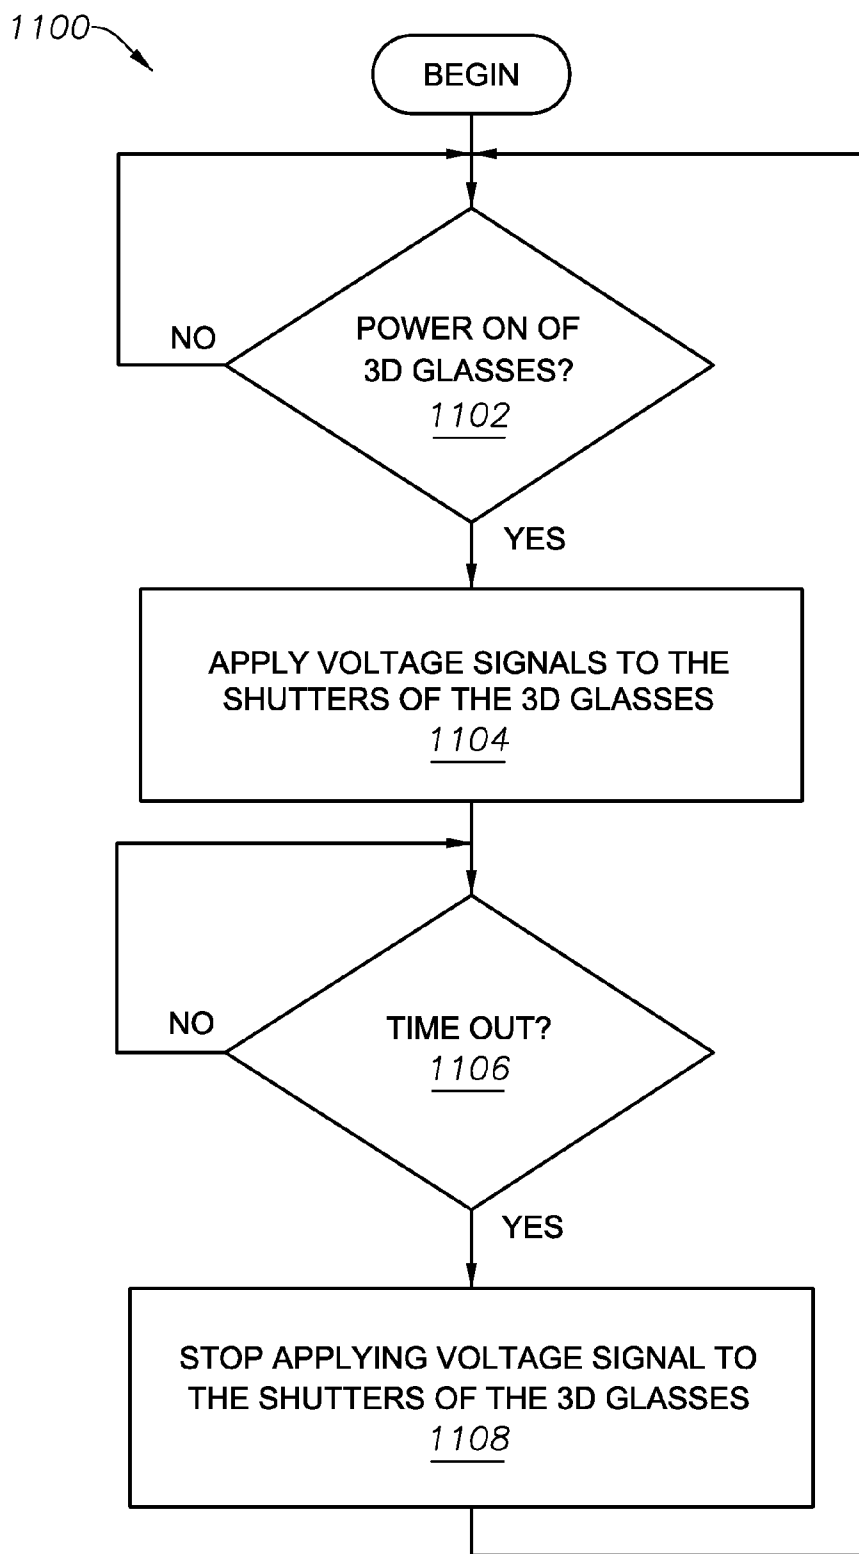 1100
BEGIN
NO
POWER ON OF
3D GLASSES?
1102
YES
APPLY VOLTAGE SIGNALS TO THE
SHUTTERS OF THE 3D GLASSES
1104
NO
TIME OUT?
1106
YES
STOP APPLYING VOLTAGE SIGNAL TO
THE SHUTTERS OF THE 3D GLASSES
1108